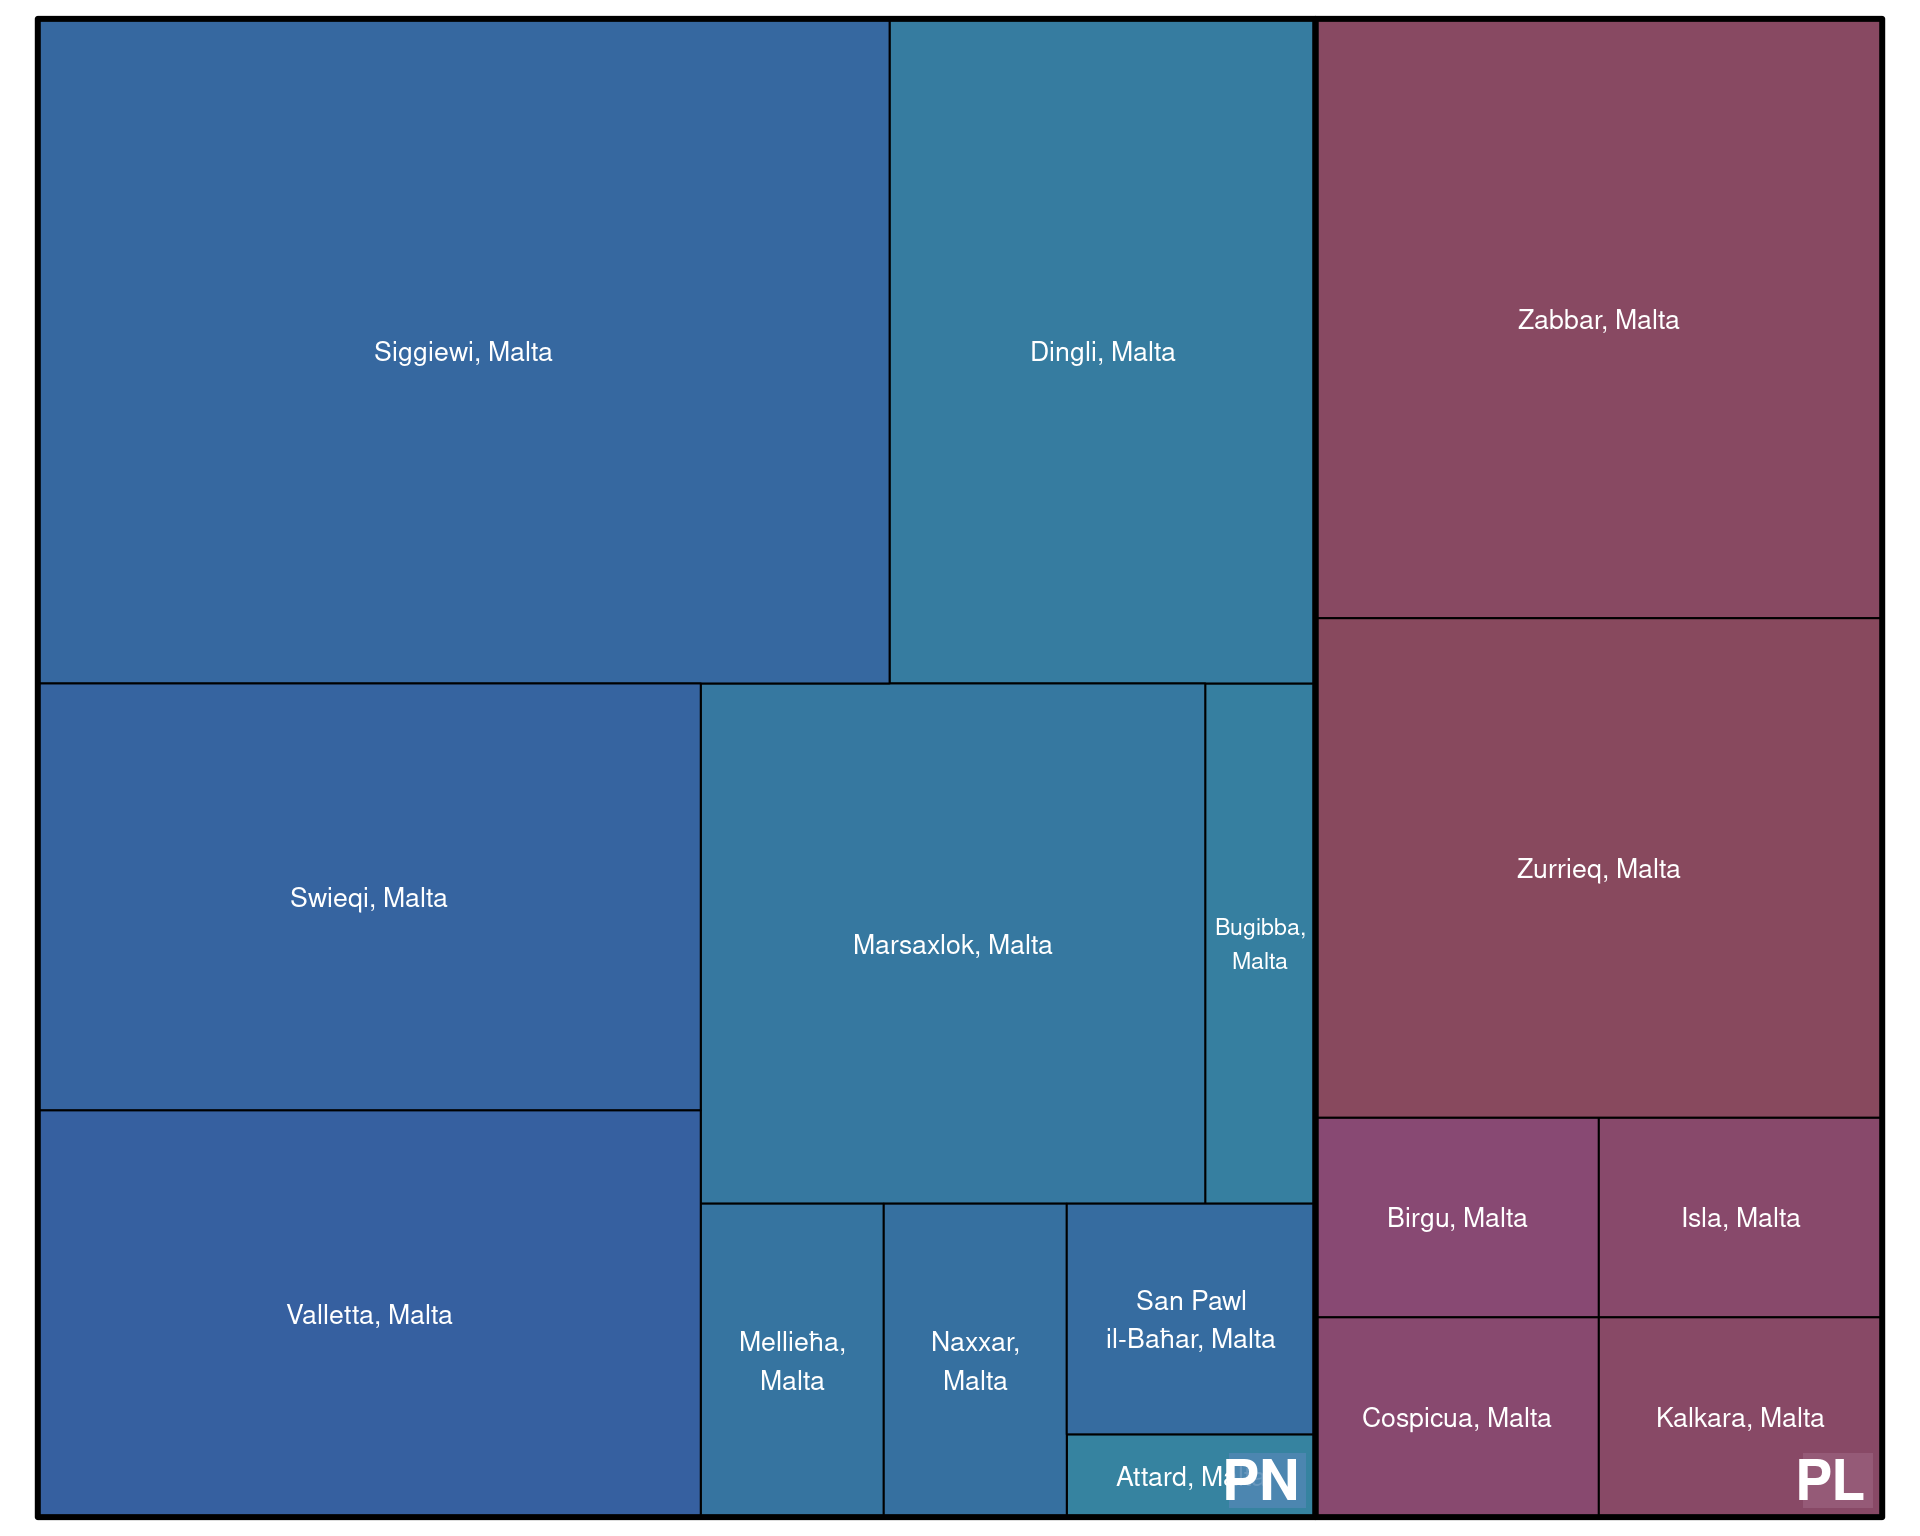 Siggiewi, Malta
Dingli, Malta
Zabbar, Malta
Swieqi, Malta
Marsaxlok, Malta
Bugibba,
Malta
Zurrieq, Malta
Valletta, Malta
Mellieħa,
Malta
Naxxar,
Malta
San Pawl
il-Baħar, Malta
Attard,
PN
Birgu, Malta
Isla, Malta
Cospicua, Malta
Kalkara, Malta
PL